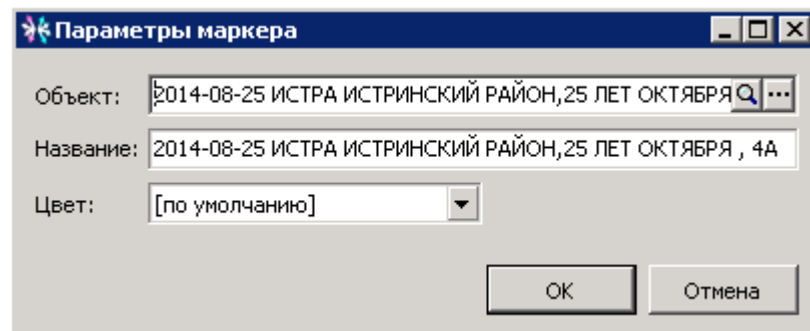 Параметры маркера
Объект: 2014-08-25 ИСТРА ИСТРИНСКИЙ РАЙОН,25 ЛЕТ ОКТЯБРЯ
Название: 2014-08-25 ИСТРА ИСТРИНСКИЙ РАЙОН,25 ЛЕТ ОКТЯБРЯ , 4А
Цвет: [по умолчанию]
OK Отмена